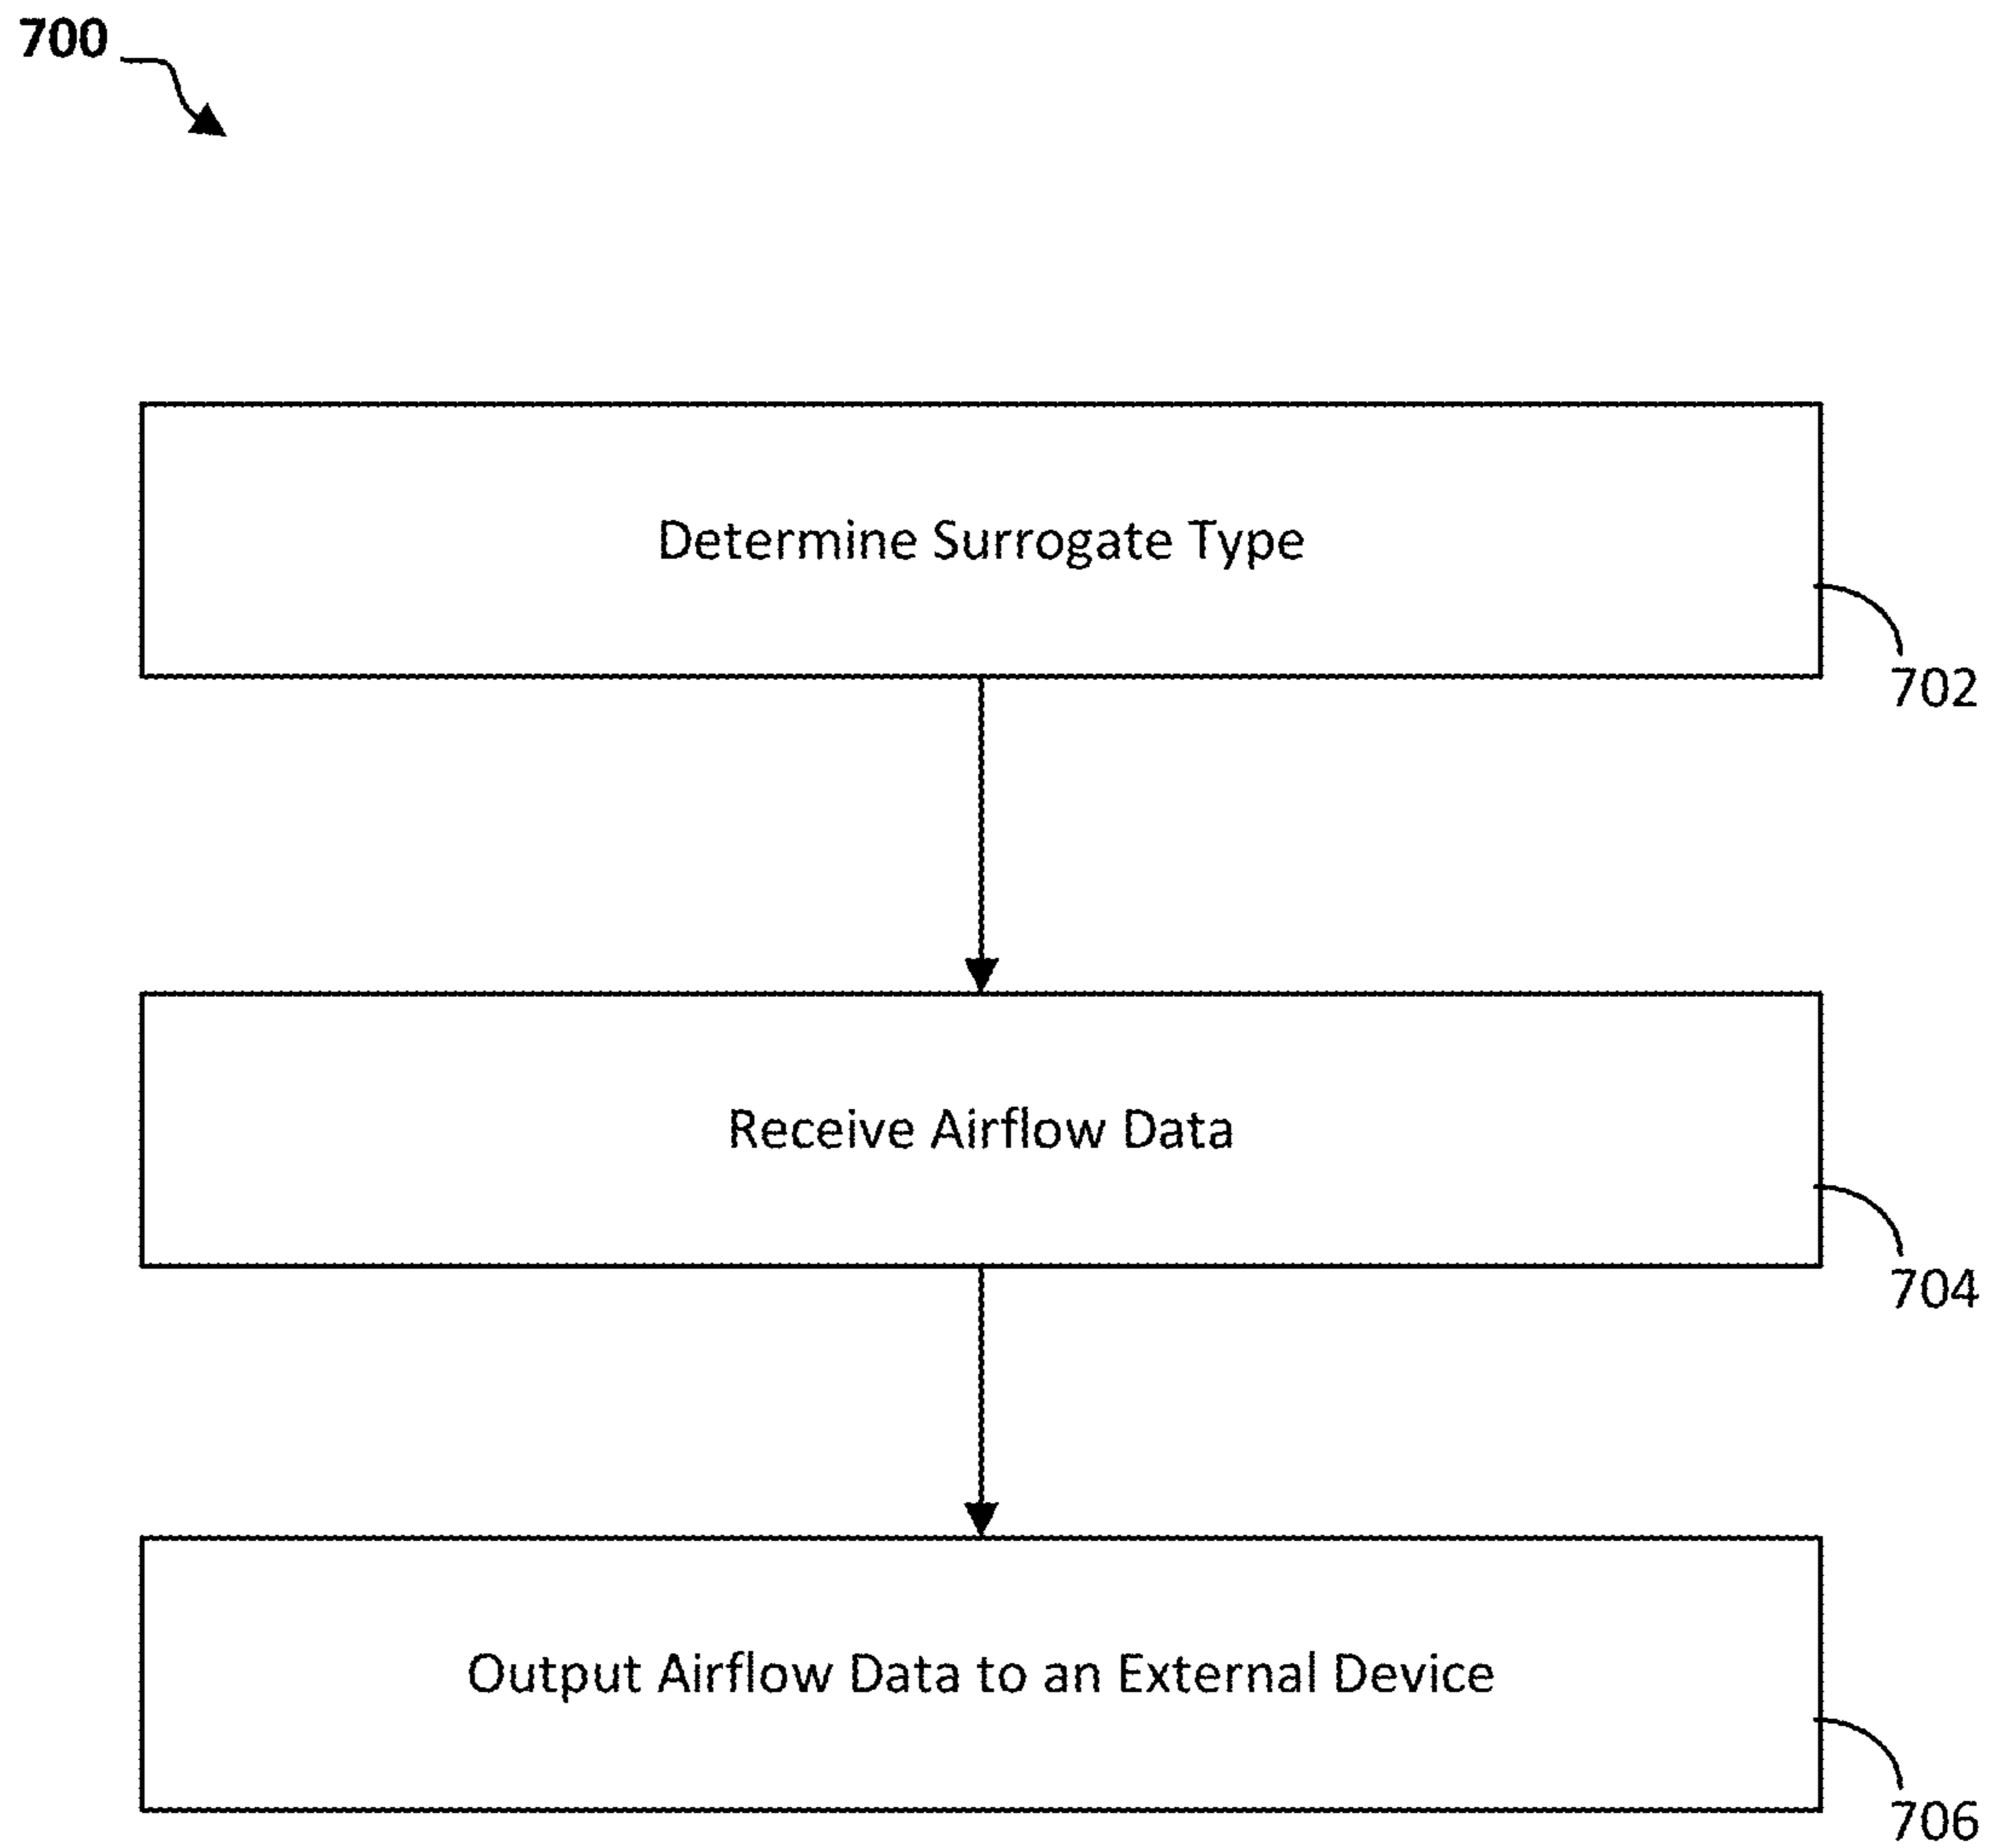 700
Determine Surrogate Type
702
Receive Airflow Data
704
Output Airflow Data to an External Device
706